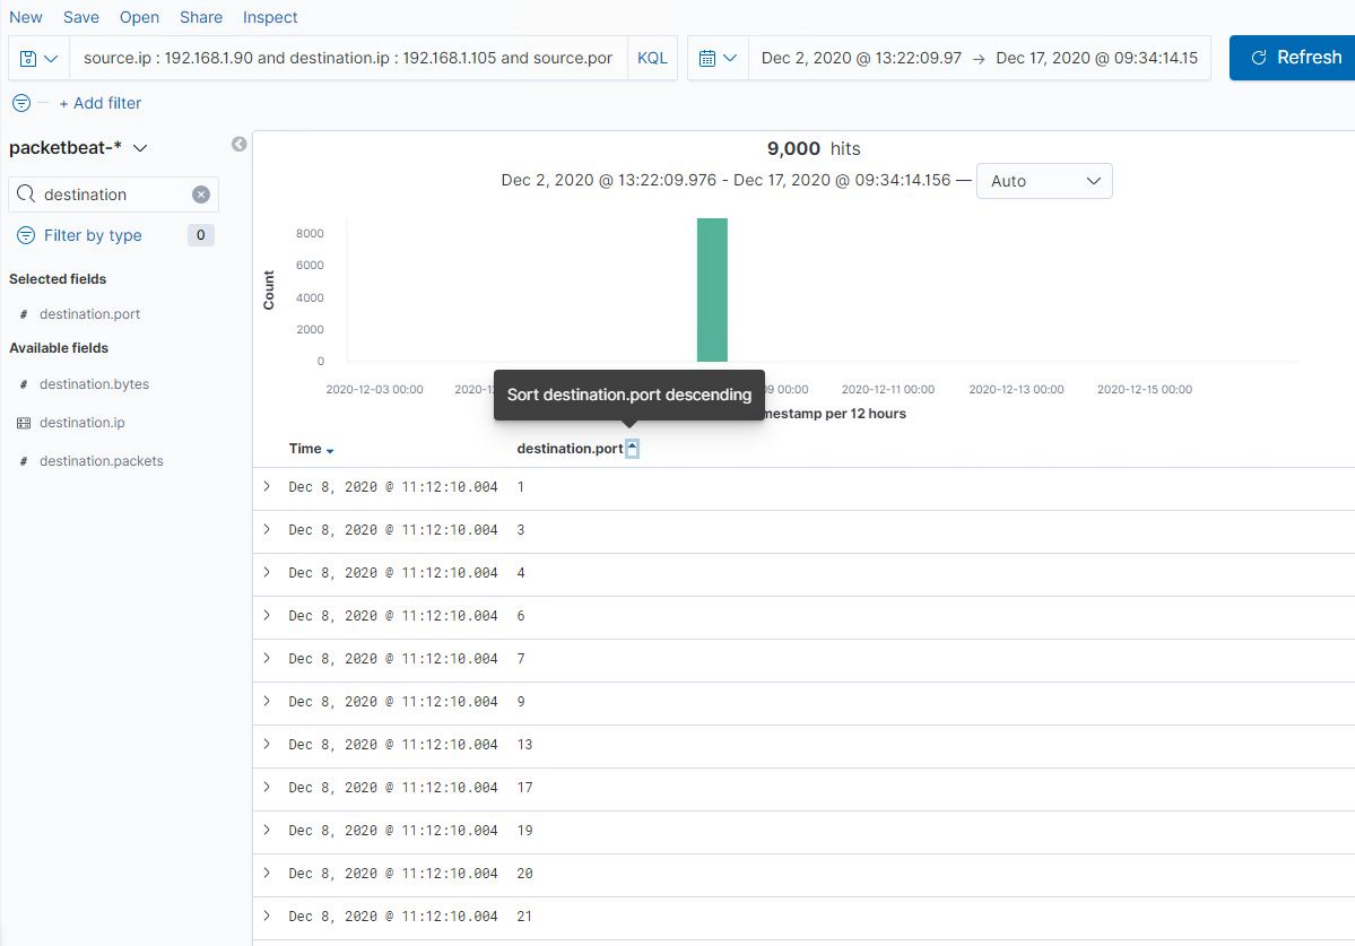 New Save Open Share Inspect
source.ip : 192.168.1.90 and destination.ip : 192.168.1.105 and source.por KQL Dec 2, 2020 @ 13:22:09.97 → Dec 17, 2020 @ 09:34:14.15 Refresh
+ Add filter
packetbeat-*
destination
Filter by type 0
Selected fields
# destination.port
Available fields
# destination.bytes
destination.ip
# destination.packets
9,000 hits
Dec 2, 2020 @ 13:22:09.976 - Dec 17, 2020 @ 09:34:14.156 — Auto
Count
8000
6000
4000
2000
0
2020-12-03 00:00 2020-12 09 00:00 2020-12-11 00:00 2020-12-13 00:00 2020-12-15 00:00
Sort destination.port descending
mestamp per 12 hours
Time destination.port
Dec 8, 2020 @ 11:12:10.004 1
Dec 8, 2020 @ 11:12:10.004 3
Dec 8, 2020 @ 11:12:10.004 4
Dec 8, 2020 @ 11:12:10.004 6
Dec 8, 2020 @ 11:12:10.004 7
Dec 8, 2020 @ 11:12:10.004 9
Dec 8, 2020 @ 11:12:10.004 13
Dec 8, 2020 @ 11:12:10.004 17
Dec 8, 2020 @ 11:12:10.004 19
Dec 8, 2020 @ 11:12:10.004 20
Dec 8, 2020 @ 11:12:10.004 21